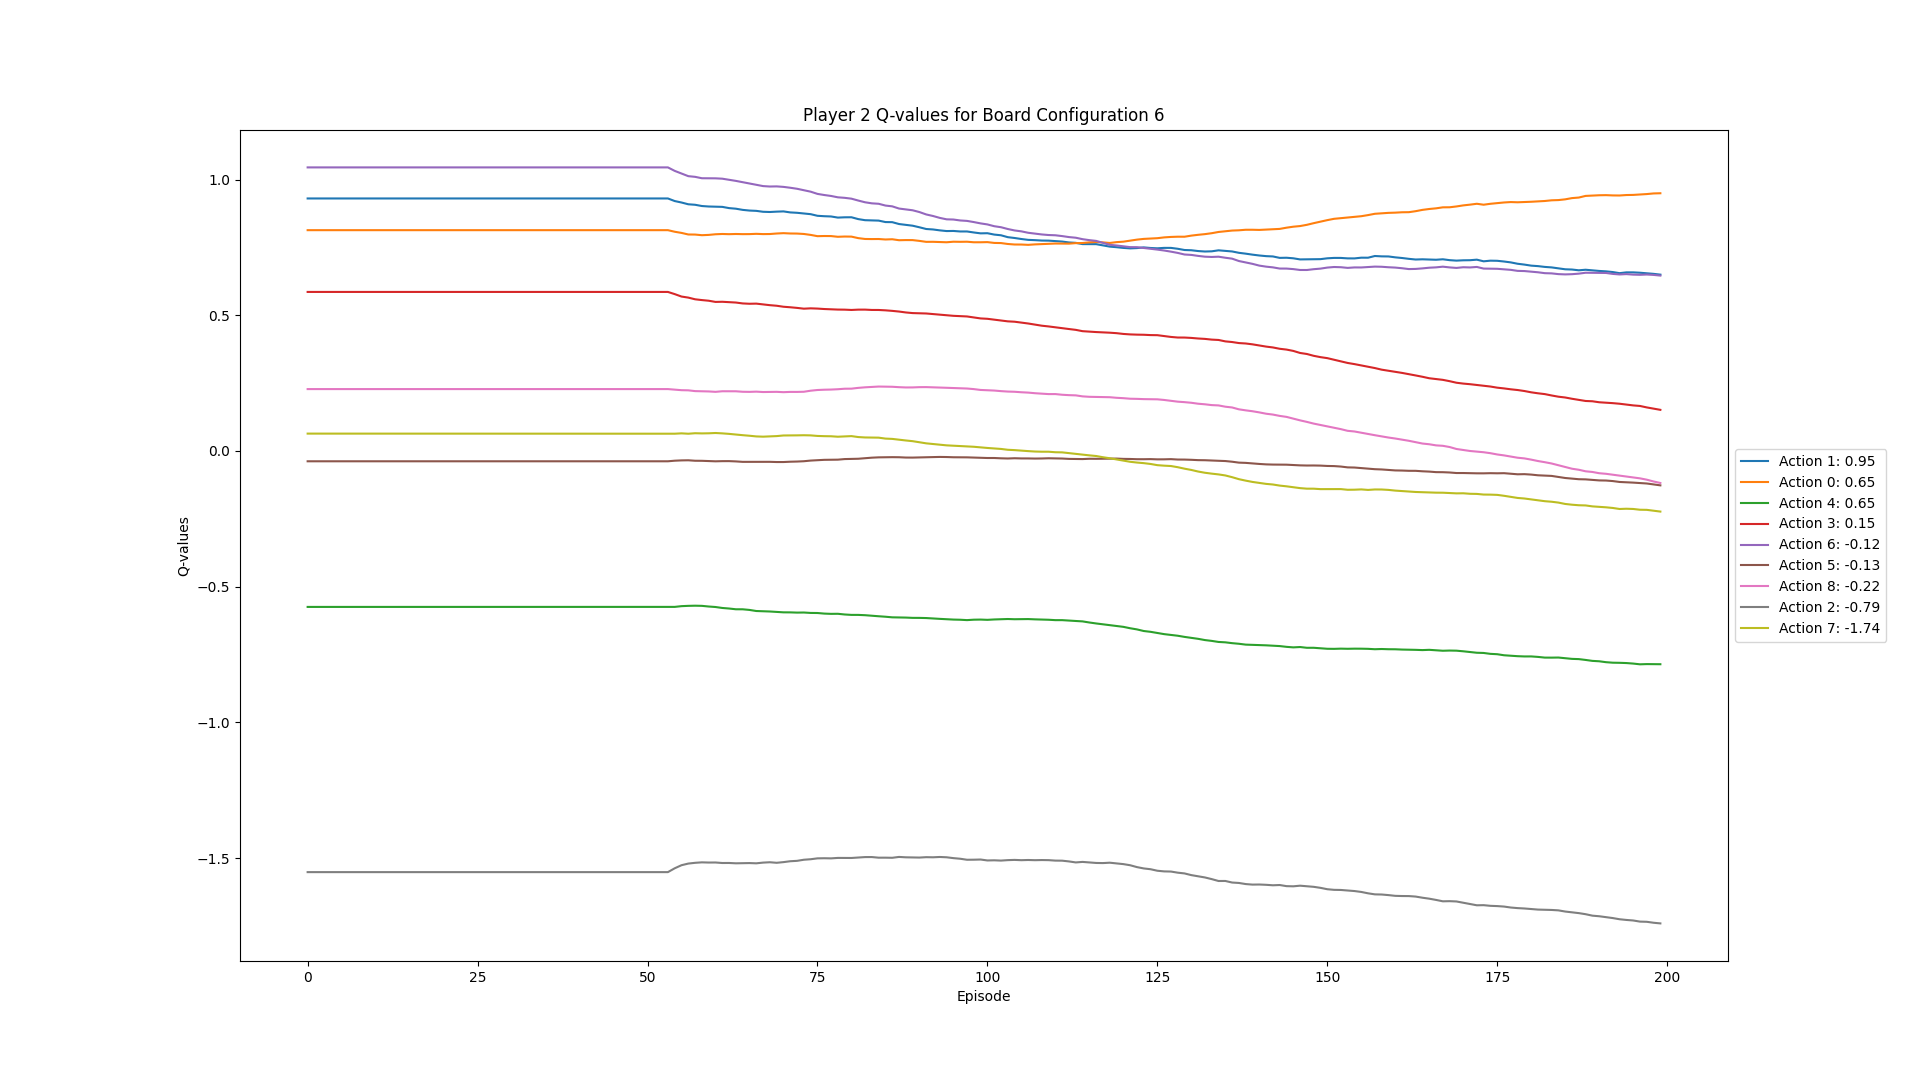 Player 2 Q-values for Board Configuration 6
1.0
0.5
0.0
−0.5
−1.0
−1.5
Q-values
0
25
50
75
100
125
150
175
200
Episode
Action 1: 0.95
Action 0: 0.65
Action 4: 0.65
Action 3: 0.15
Action 6: -0.12
Action 5: -0.13
Action 8: -0.22
Action 2: -0.79
Action 7: -1.74